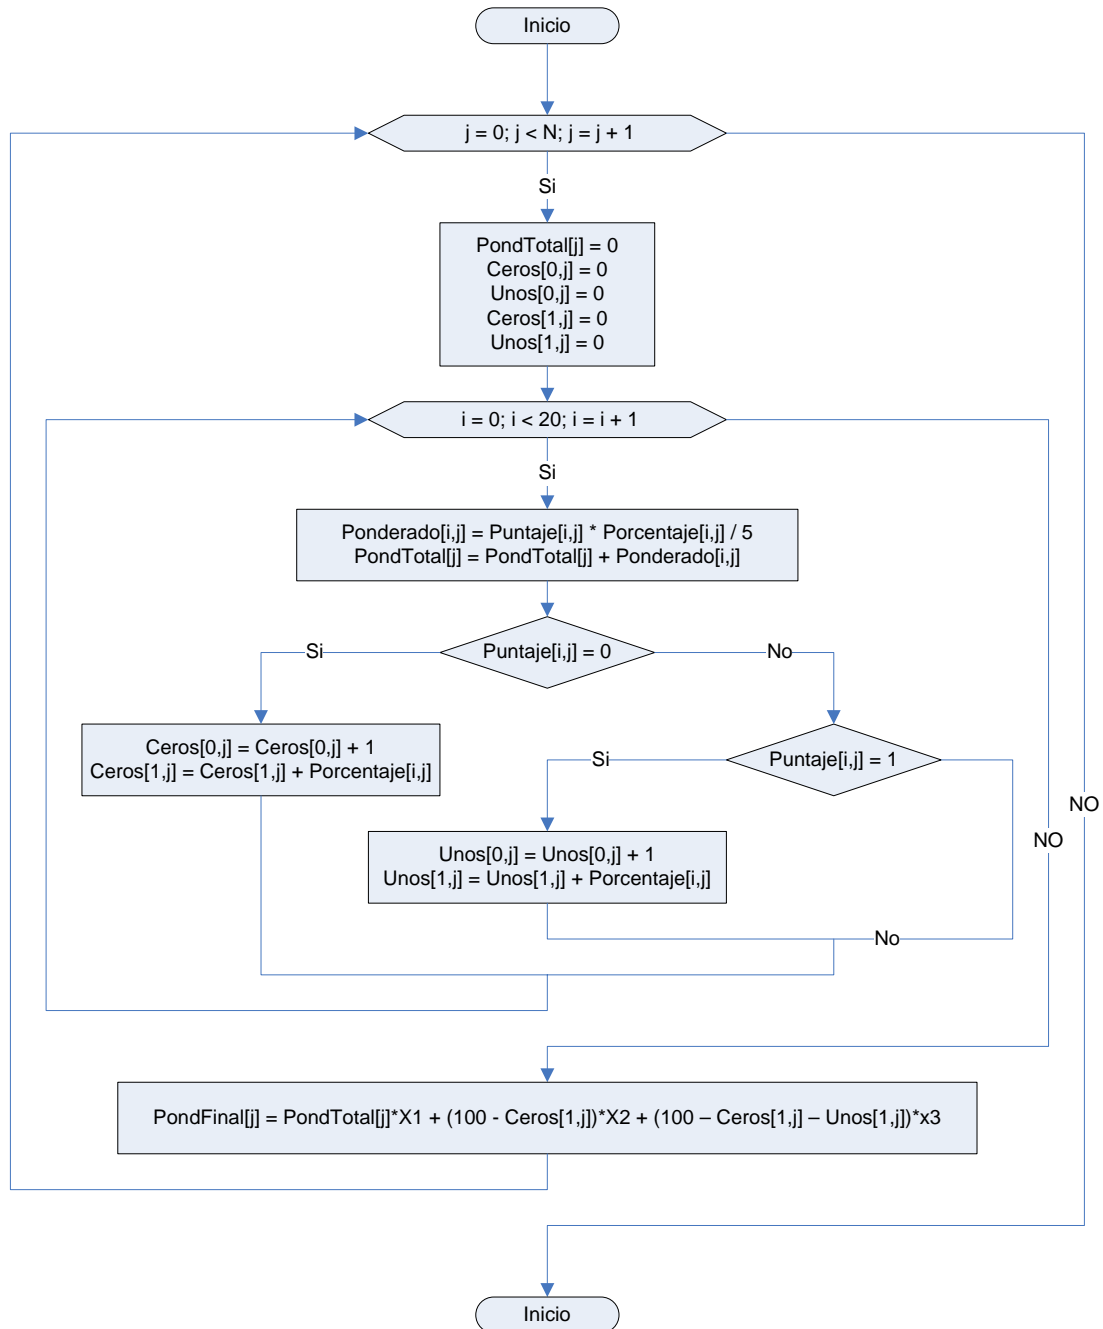 Inicio
j = 0; j < N; j = j + 1
Si
PondTotal[j] = 0
Ceros[0,j] = 0
Unos[0,j] = 0
Ceros[1,j] = 0
Unos[1,j] = 0
i = 0; i < 20; i = i + 1
Si
Ponderado[i,j] = Puntaje[i,j] * Porcentaje[i,j] / 5
PondTotal[j] = PondTotal[j] + Ponderado[i,j]
Si
Puntaje[i,j] = 0
No
Ceros[0,j] = Ceros[0,j] + 1
Ceros[1,j] = Ceros[1,j] + Porcentaje[i,j]
Si
Puntaje[i,j] = 1
NO
NO
Unos[0,j] = Unos[0,j] + 1
Unos[1,j] = Unos[1,j] + Porcentaje[i,j]
No
PondFinal[j] = PondTotal[j]*X1 + (100 - Ceros[1,j])*X2 + (100 – Ceros[1,j] – Unos[1,j])*x3
Inicio